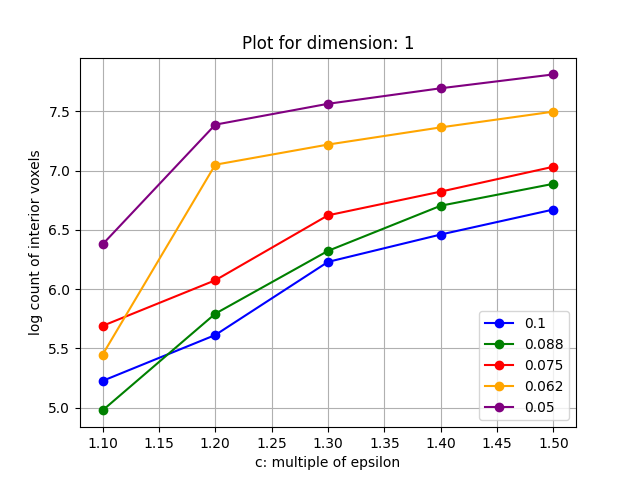 Plot for dimension: 1
log count of interior voxels
7.5
7.0
6.5
6.0
5.5
5.0
0.1
0.088
0.075
0.062
0.05
1.10 1.15 1.20 1.25 1.30 1.35 1.40 1.45 1.50
c: multiple of epsilon